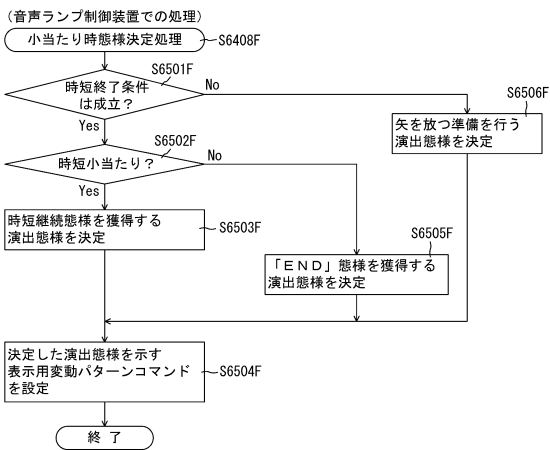 （音声ランプ制御装置での処理）
小当たり時態様決定処理
S6408F
S6501F
時短終了条件
は成立？
No
Yes
S6506F
矢を放つ準備を行う
演出態様を決定
S6502F
時短小当たり？
No
Yes
時短継続態様を獲得する
演出態様を決定
S6503F
S6505F
「ＥＮＤ」態様を獲得する
演出態様を決定
決定した演出態様を示す
表示用変動パターンコマンド
を設定
S6504F
終 了